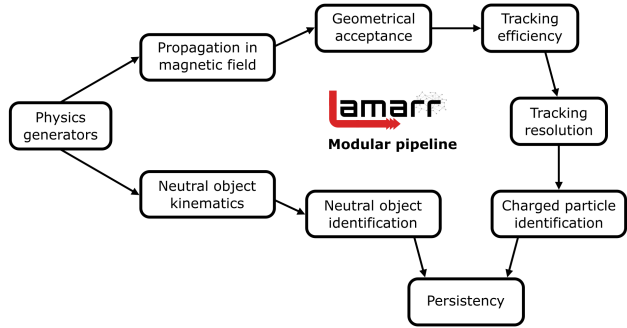 Geometrical
acceptance
Tracking
efficiency
Propagation in
magnetic field
Lamarr
Modular pipeline
Tracking
resolution
Physics
generators
Neutral object
kinematics
Neutral object
identification
Charged particle
identification
Persistency